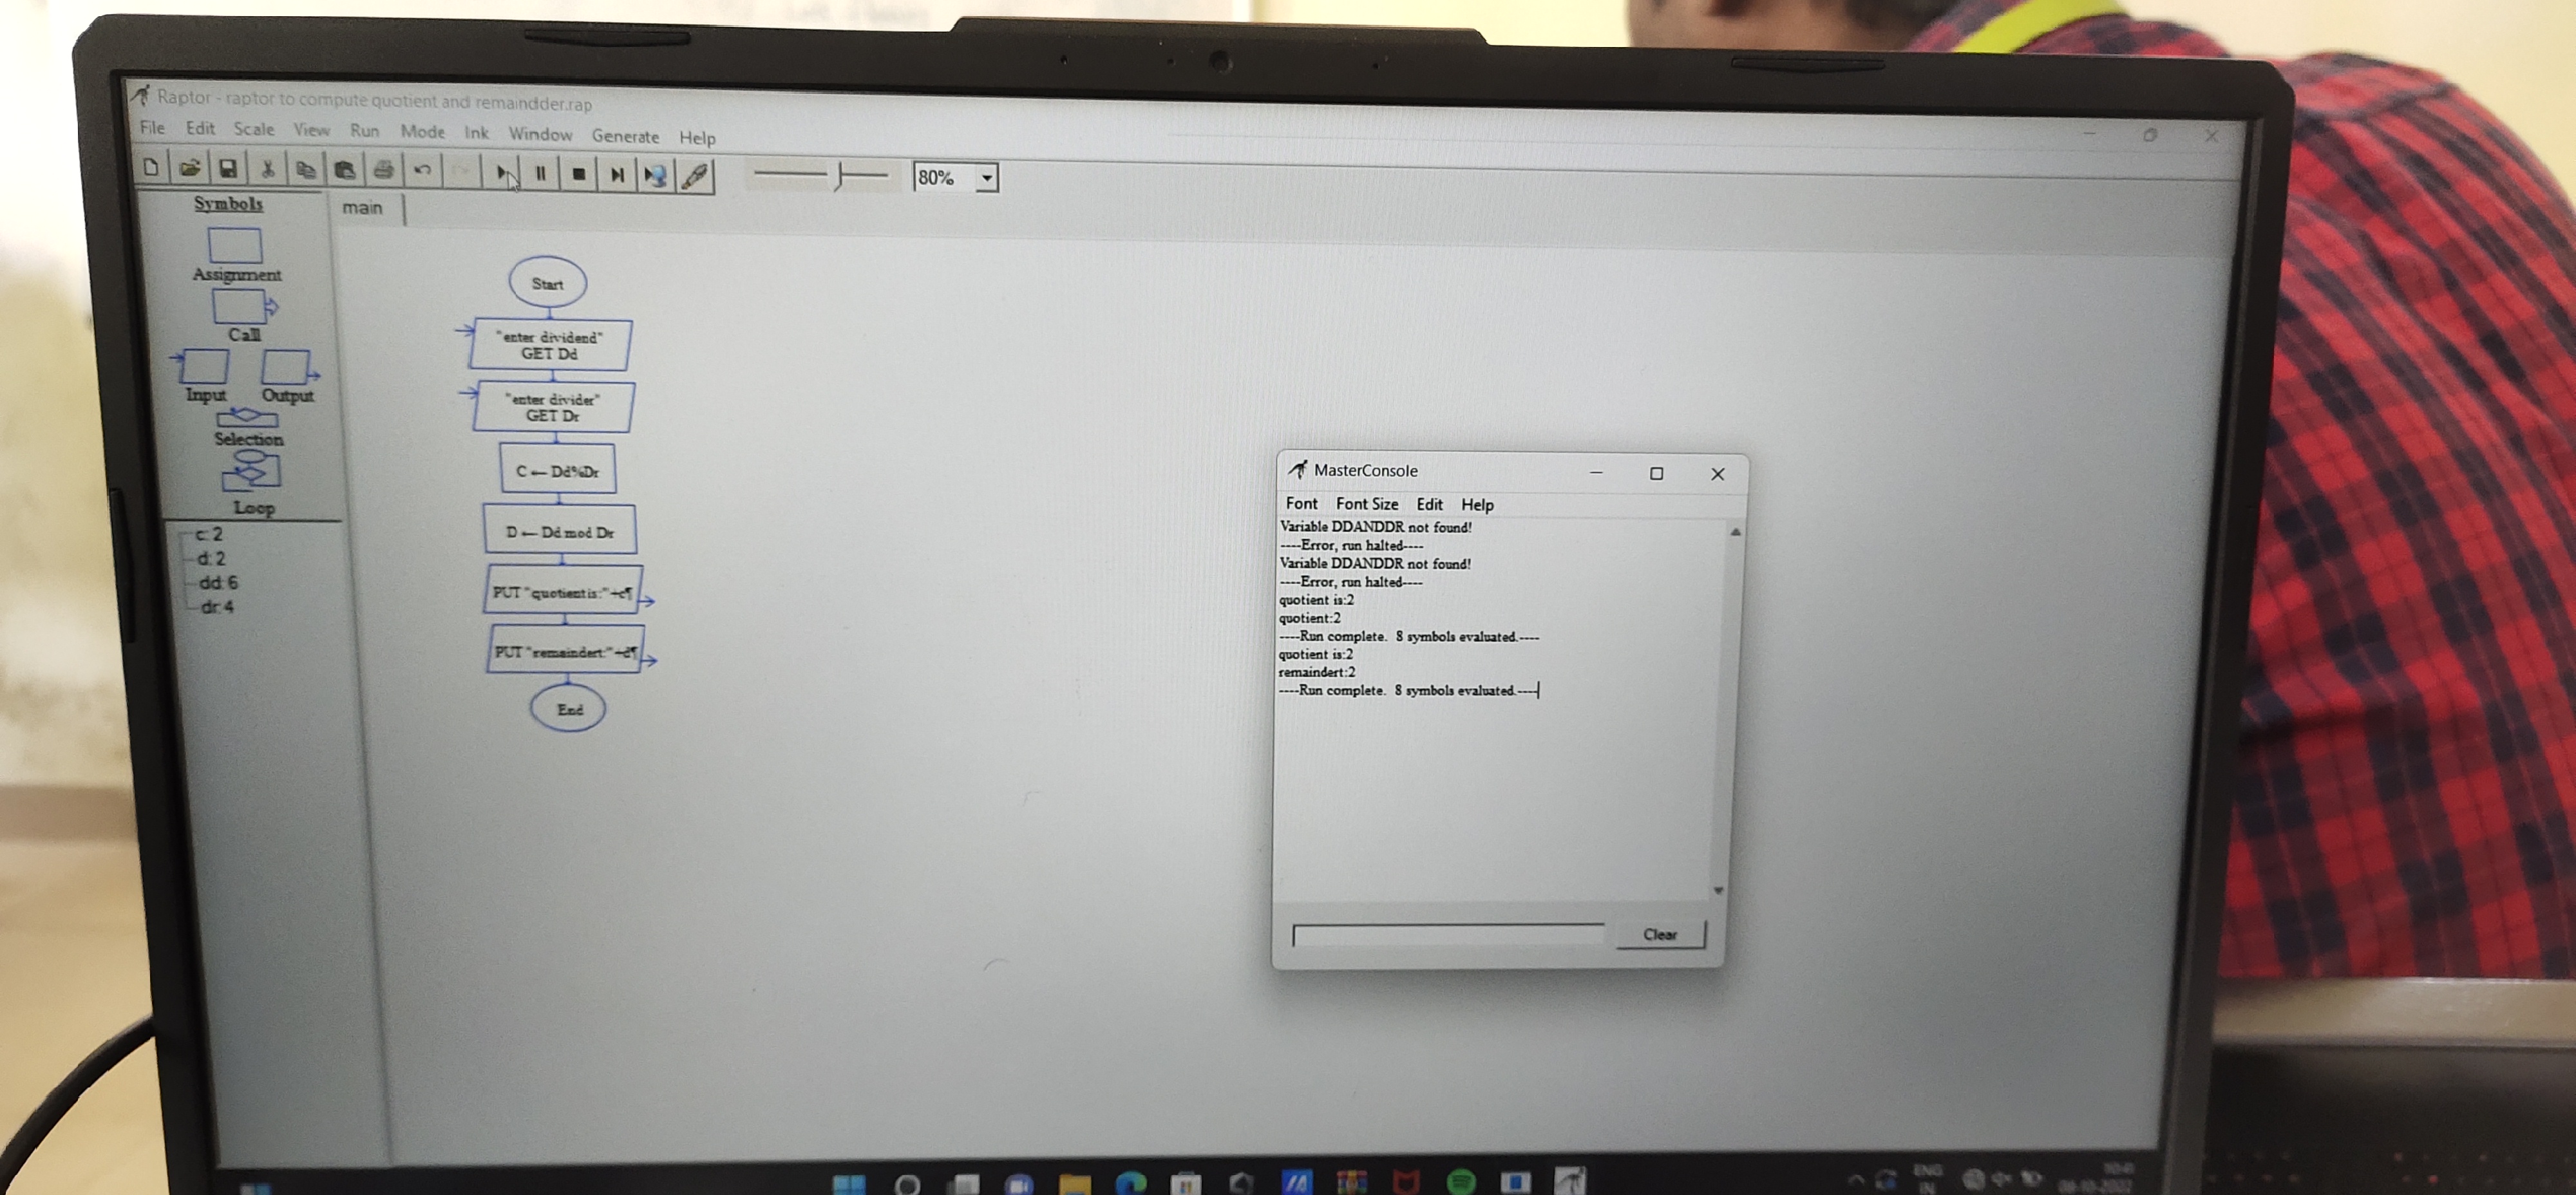 Raptor - raptor to compute quotient and remaindder.rap
File Edit Scale View Run Mode Ink Window Generate Help
80%
Symbols
main
Assignment
Call
Input Output
Selection
Loop
c: 2
d: 2
dd: 6
dr: 4
Start
"enter dividend"
GET Dd
"enter divider"
GET Dr
C ← Dd%Dr
D ← Dd mod Dr
PUT "quotient is:"+c¶
PUT "remaindert:"+d¶
End
MasterConsole
Font Font Size Edit Help
Variable DDANDDR not found!
----Error, run halted----
Variable DDANDDR not found!
----Error, run halted----
quotient is:2
quotient:2
----Run complete. 8 symbols evaluated.----
quotient is:2
remaindert:2
----Run complete. 8 symbols evaluated.----
Clear
ENG
IN